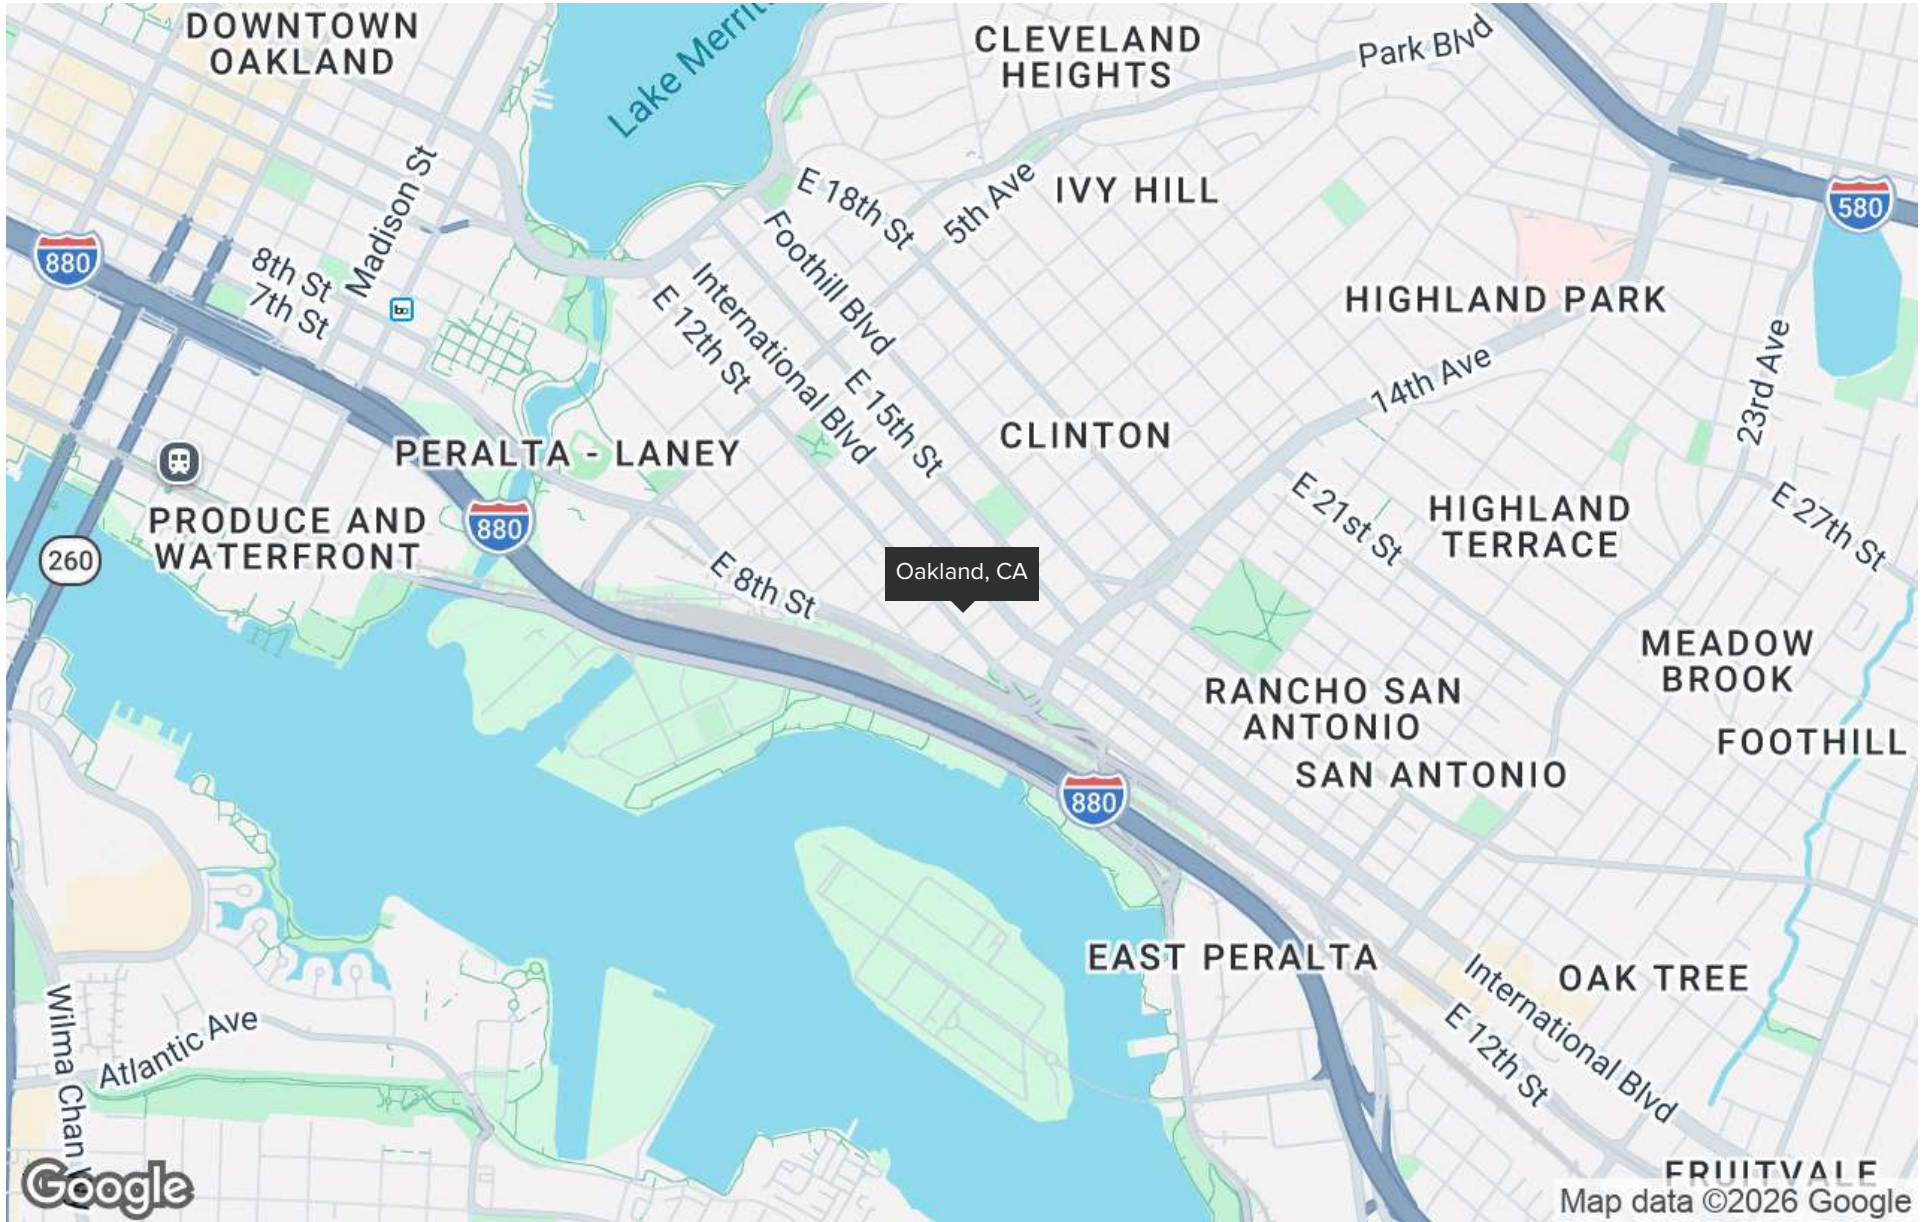 DOWNTOWN
OAKLAND
Lake Merritt
CLEVELAND
HEIGHTS
Park Blvd
580
E 18th St
5th Ave
IVY HILL
Madison St
880
8th St
7th St
Foothill Blvd
International Blvd
E 12th St
E 15th St
HIGHLAND PARK
14th Ave
23rd Ave
CLINTON
PERALTA - LANEY
E 21st St
HIGHLAND
TERRACE
E 27th St
PRODUCE AND
WATERFRONT
880
260
E 8th St
Oakland, CA
MEADOW
BROOK
RANCHO SAN
ANTONIO
FOOTHILL
SAN ANTONIO
880
EAST PERALTA
OAK TREE
International Blvd
E 12th St
Atlantic Ave
Wilma Chan
FRUITVALE
Google
Map data ©2026 Google